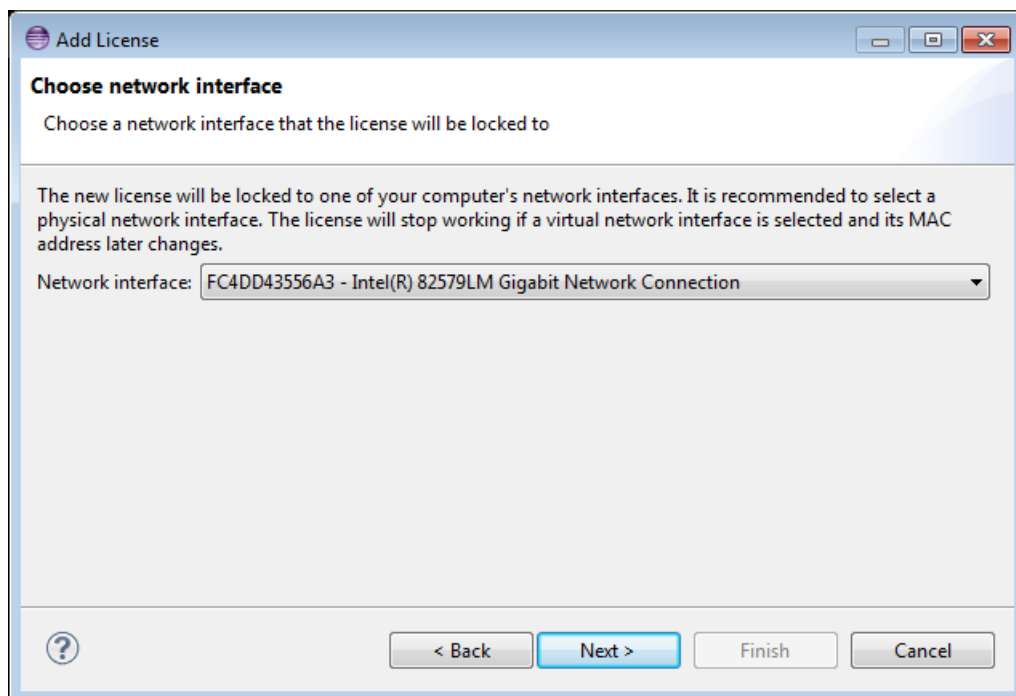 Add License
Choose network interface
Choose a network interface that the license will be locked to
The new license will be locked to one of your computer's network interfaces. It is recommended to select a
physical network interface. The license will stop working if a virtual network interface is selected and its MAC
address later changes.
Network interface: FC4DD43556A3 - Intel(R) 82579LM Gigabit Network Connection
? < Back Next > Finish Cancel